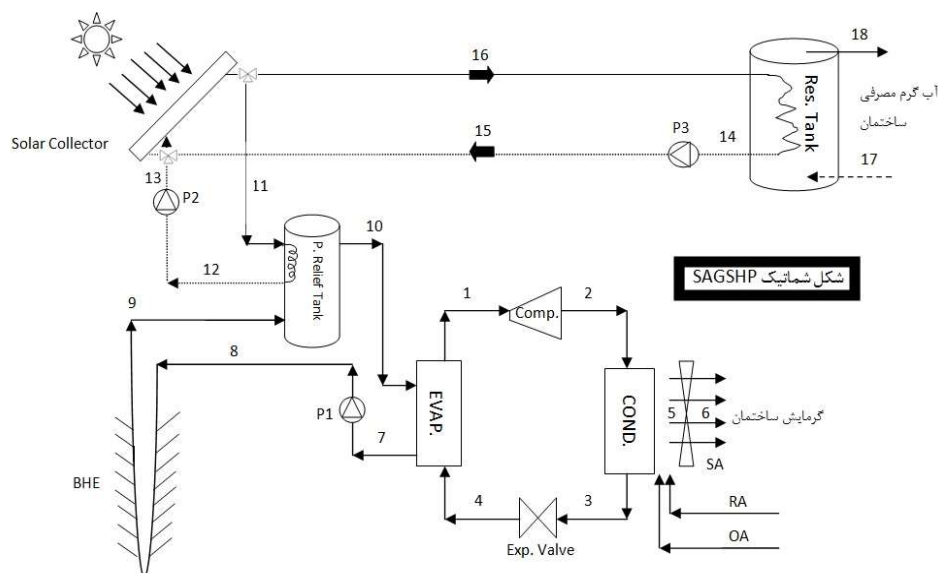 18
16
آب گرم مصرفی
ساختمان
Res. Tank
Solar Collector
15
P3
14
17
13
P2
11
10
P. Relief Tank
شکل شماتیک SAGSHP
12
9
1
2
Comp.
8
EVAP.
COND.
5
6
گرمایش ساختمان
P1
7
SA
BHE
4
3
RA
Exp. Valve
OA